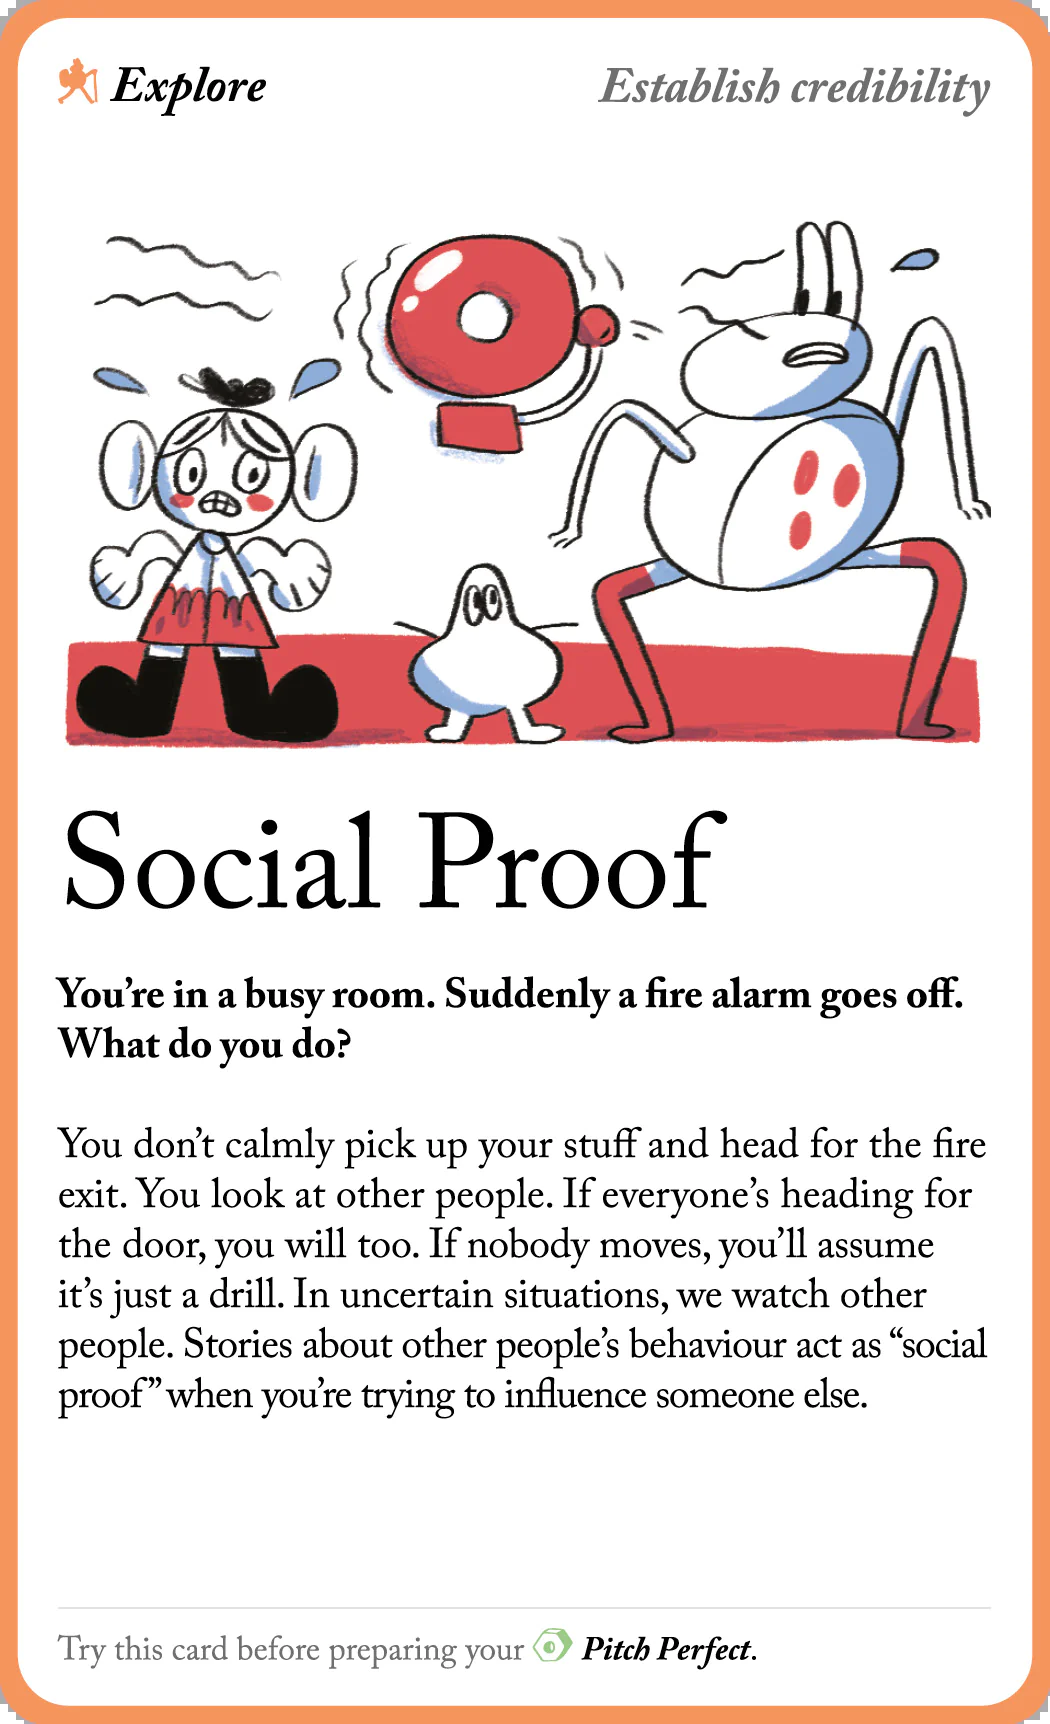 Explore
Establish credibility
Social Proof
You’re in a busy room. Suddenly a fire alarm goes off.
What do you do?
You don’t calmly pick up your stuff and head for the fire
exit. You look at other people. If everyone’s heading for
the door, you will too. If nobody moves, you’ll assume
it’s just a drill. In uncertain situations, we watch other
people. Stories about other people’s behaviour act as “social
proof” when you’re trying to influence someone else.
Try this card before preparing your Pitch Perfect.